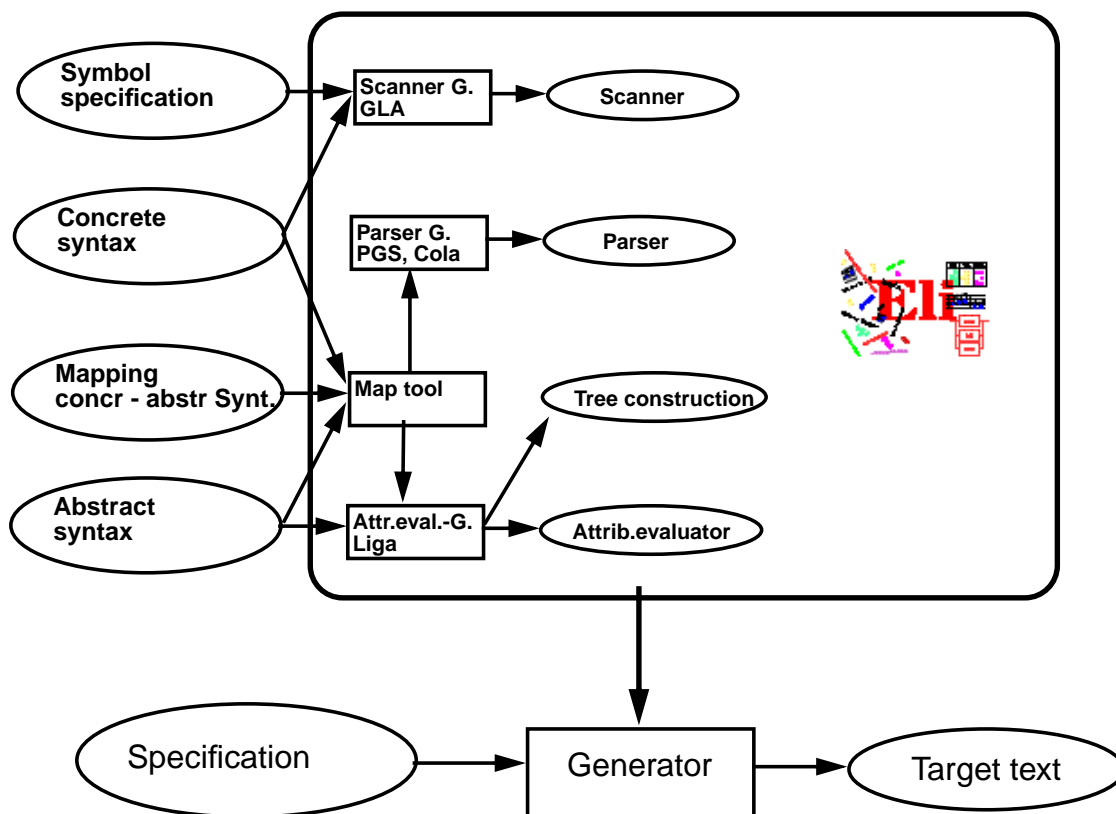 Symbol
specification
Scanner G.
GLA
Scanner
Concrete
syntax
Parser G.
PGS, Cola
Parser
Eli
Mapping
concr - abstr Synt.
Map tool
Tree construction
Abstract
syntax
Attr.eval.-G.
Liga
Attrib.evaluator
Specification
Generator
Target text